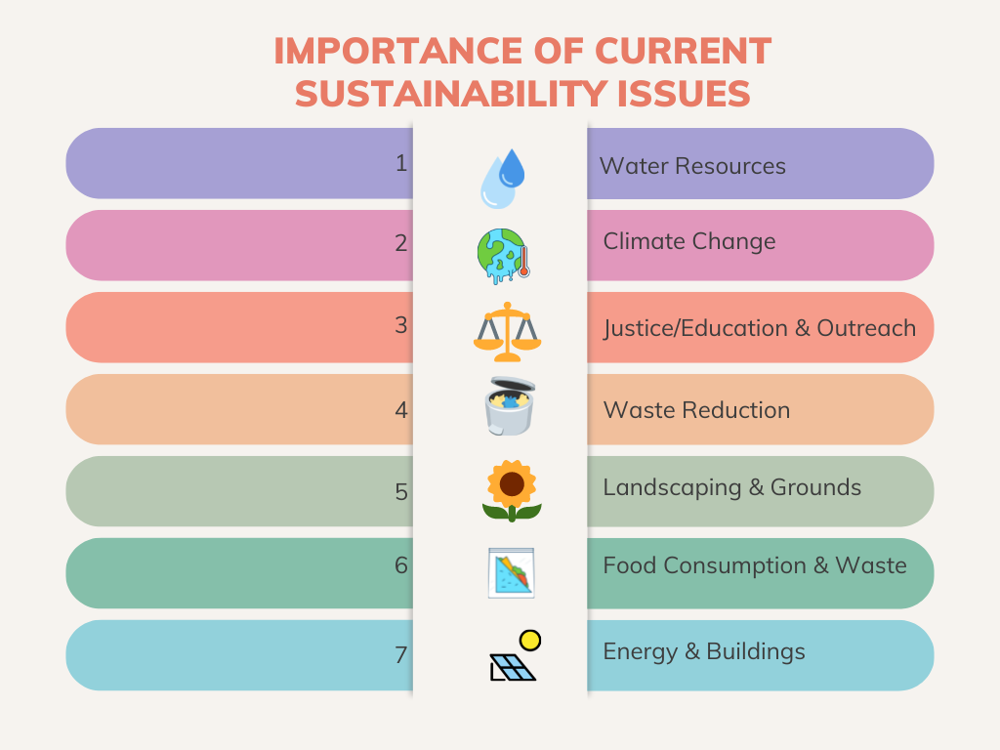 IMPORTANCE OF CURRENT
SUSTAINABILITY ISSUES
1 Water Resources
2 Climate Change
3 Justice/Education & Outreach
4 Waste Reduction
5 Landscaping & Grounds
6 Food Consumption & Waste
7 Energy & Buildings